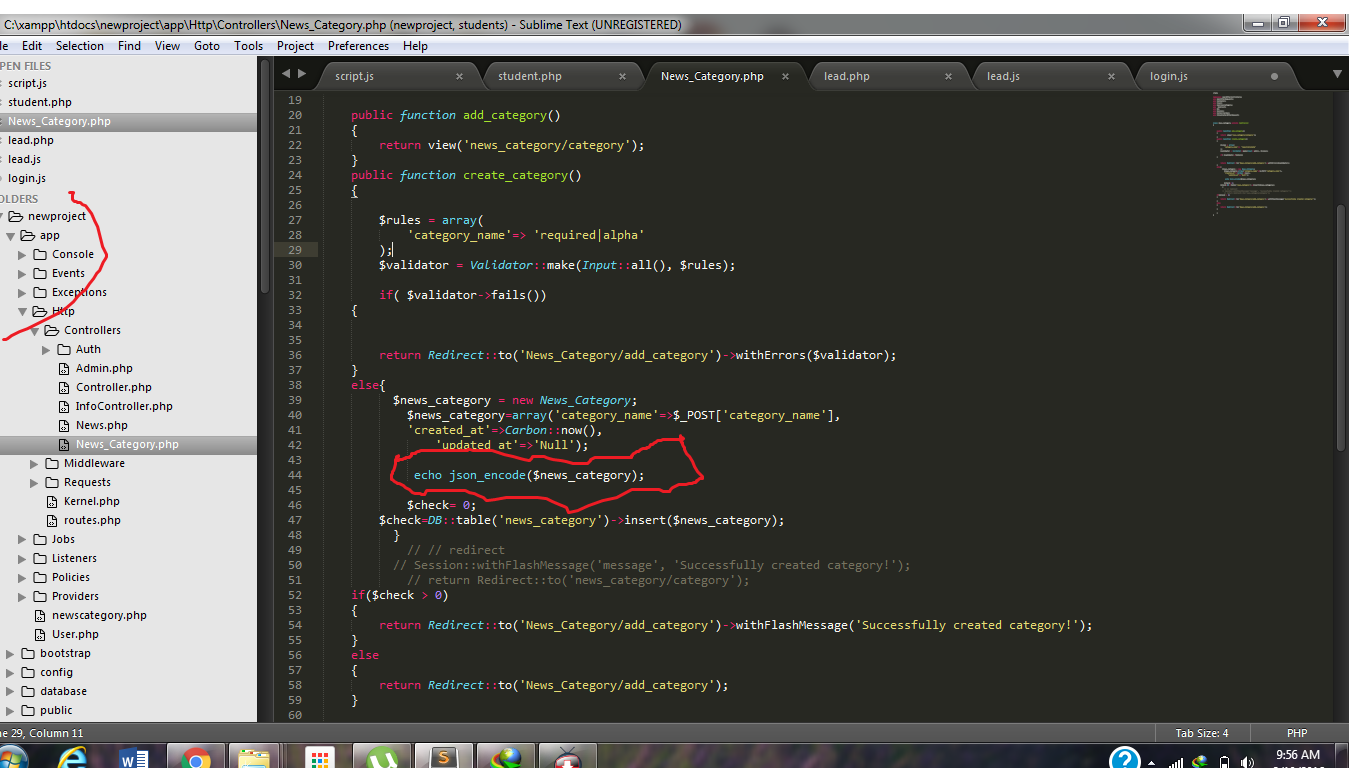 C:\xampp\htdocs\newproject\app\Http\Controllers\News_Category.php (newproject, students) - Sublime Text (UNREGISTERED)
le Edit Selection Find View Goto Tools Project Preferences Help
PEN FILES
script.js
student.php
News_Category.php
lead.php
lead.js
login.js
OLDERS
newproject
app
Console
Events
Exceptions
Http
Controllers
Auth
Admin.php
Controller.php
InfoController.php
News.php
News_Category.php
Middleware
Requests
Kernel.php
routes.php
Jobs
Listeners
Policies
Providers
newscategory.php
User.php
bootstrap
config
database
public
script.js student.php News_Category.php lead.php lead.js login.js
19
20 public function add_category()
21 {
22 return view('news_category/category');
23 }
24 public function create_category()
25 {
26
27 $rules = array(
28 'category_name'=> 'required|alpha'
29 );
30 $validator = Validator::make(Input::all(), $rules);
31
32 if( $validator->fails())
33 {
34
35
36 return Redirect::to('News_Category/add_category')->withErrors($validator);
37 }
38 else{
39 $news_category = new News_Category;
40 $news_category=array('category_name'=>$_POST['category_name'],
41 'created_at'=>Carbon::now(),
42 'updated_at'=>'Null');
43
44 echo json_encode($news_category);
45
46 $check= 0;
47 $check=DB::table('news_category')->insert($news_category);
48 }
49 // // redirect
50 // Session::withFlashMessage('message', 'Successfully created category!');
51 // return Redirect::to('news_category/category');
52 if($check > 0)
53 {
54 return Redirect::to('News_Category/add_category')->withFlashMessage('Successfully created category!');
55 }
56 else
57 {
58 return Redirect::to('News_Category/add_category');
59 }
60
ne 29, Column 11 Tab Size: 4 PHP
9:56 AM